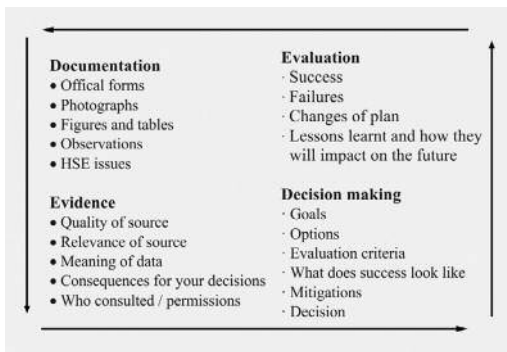 Documentation
• Offical forms
• Photographs
• Figures and tables
• Observations
• HSE issues
Evidence
• Quality of source
• Relevance of source
• Meaning of data
• Consequences for your decisions
• Who consulted / permissions
Evaluation
· Success
· Failures
· Changes of plan
· Lessons learnt and how they
will impact on the future
Decision making
· Goals
· Options
· Evaluation criteria
· What does success look like
· Mitigations
· Decision